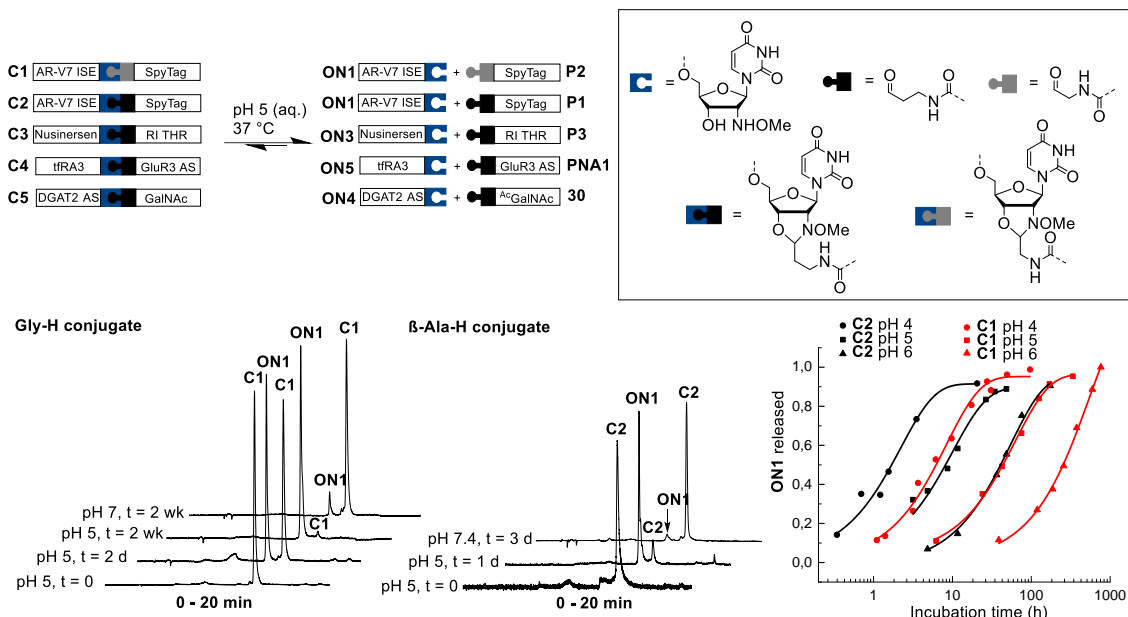 C1 AR-V7 ISE SpyTag
C2 AR-V7 ISE SpyTag
C3 Nusinersen RI THR
C4 tfRA3 GluR3 AS
C5 DGAT2 AS GalNAc
pH 5 (aq.)
37 °C
ON1 AR-V7 ISE + SpyTag P2
ON1 AR-V7 ISE + SpyTag P1
ON3 Nusinersen + RI THR P3
ON5 tfRA3 + GluR3 AS PNA1
ON4 DGAT2 AS + AcGalNAc 30
= O NH N O O O OH NHOMe
= O N H O
= O N H O
= O NH N O O O O NOMe NH O
= O NH N O O O O NOMe O N H
Gly-H conjugate
C1
ON1
C1
ON1
C1
ON1
C1
pH 7, t = 2 wk
pH 5, t = 2 wk
pH 5, t = 2 d
pH 5, t = 0
0 - 20 min
ß-Ala-H conjugate
C2
ON1
C2
ON1
C2
pH 7.4, t = 3 d
pH 5, t = 1 d
pH 5, t = 0
0 - 20 min
C2 pH 4 C1 pH 4
C2 pH 5 C1 pH 5
C2 pH 6 C1 pH 6
ON1 released
1,0
0,8
0,6
0,4
0,2
0,0
1 10 100 1000
Incubation time (h)